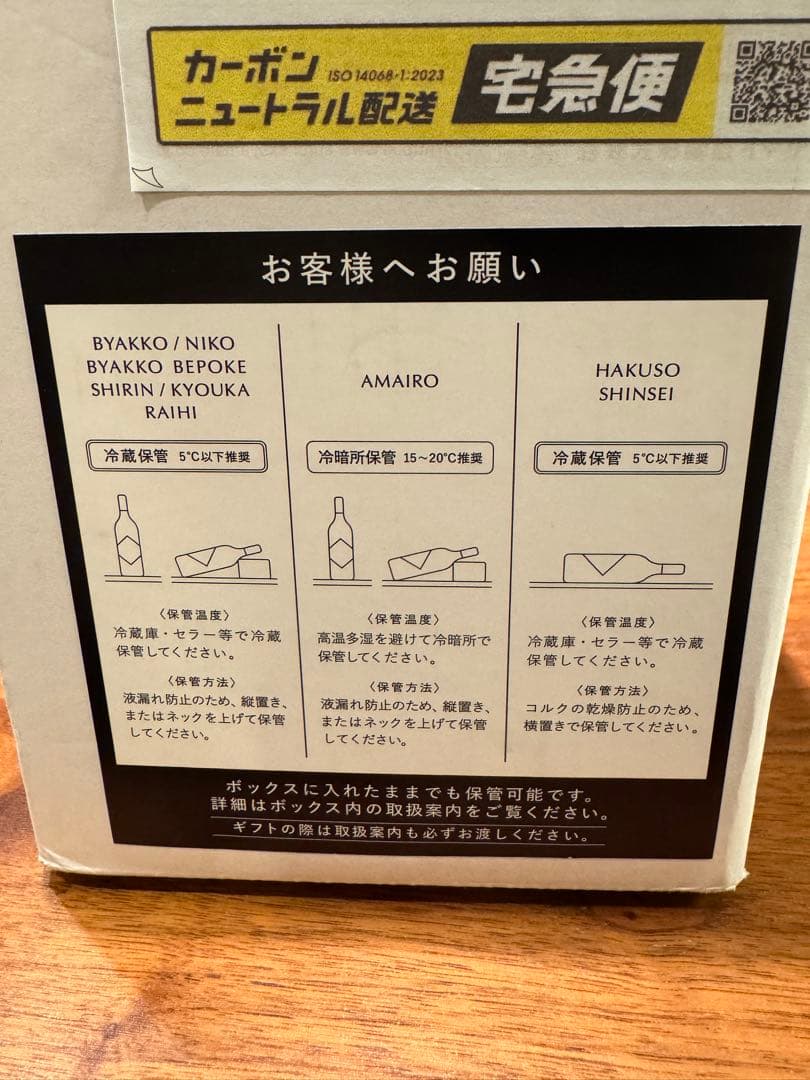 カーボン ISO 14068-1:2023
ニュートラル配送
宅急便
お客様へお願い
BYAKKO / NIKO
BYAKKO BEPOKE
SHIRIN / KYOUKA
RAIHI
冷蔵保管 5℃以下推奨
〈保管温度〉
冷蔵庫・セラー等で冷蔵
保管してください。
〈保管方法〉
液漏れ防止のため、縦置き、
またはネックを上げて保管
してください。
AMAIRO
冷暗所保管 15～20℃推奨
〈保管温度〉
高温多湿を避けて冷暗所で
保管してください。
〈保管方法〉
液漏れ防止のため、縦置き、
またはネックを上げて保管
してください。
HAKUSO
SHINSEI
冷蔵保管 5℃以下推奨
〈保管温度〉
冷蔵庫・セラー等で冷蔵
保管してください。
〈保管方法〉
コルクの乾燥防止のため、
横置きで保管してください。
ボックスに入れたままでも保管可能です。
詳細はボックス内の取扱案内をご覧ください。
ギフトの際は取扱案内も必ずお渡しください。